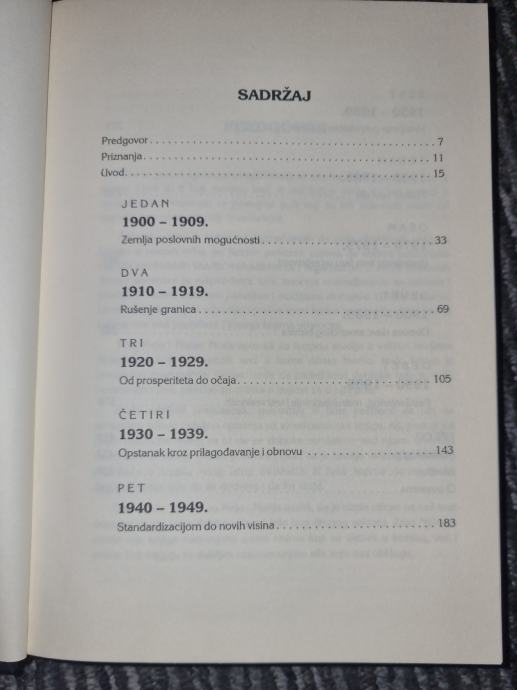 SADRŽAJ
Predgovor 7
Priznanja 11
Uvod 15
JEDAN
1900 - 1909.
Zemlja poslovnih mogućnosti 33
DVA
1910 - 1919.
Rušenje granica 69
TRI
1920 - 1929.
Od prosperiteta do očaja 105
ČETIRI
1930 - 1939.
Opstanak kroz prilagođavanje i obnovu 143
PET
1940 - 1949.
Standardizacijom do novih visina 183